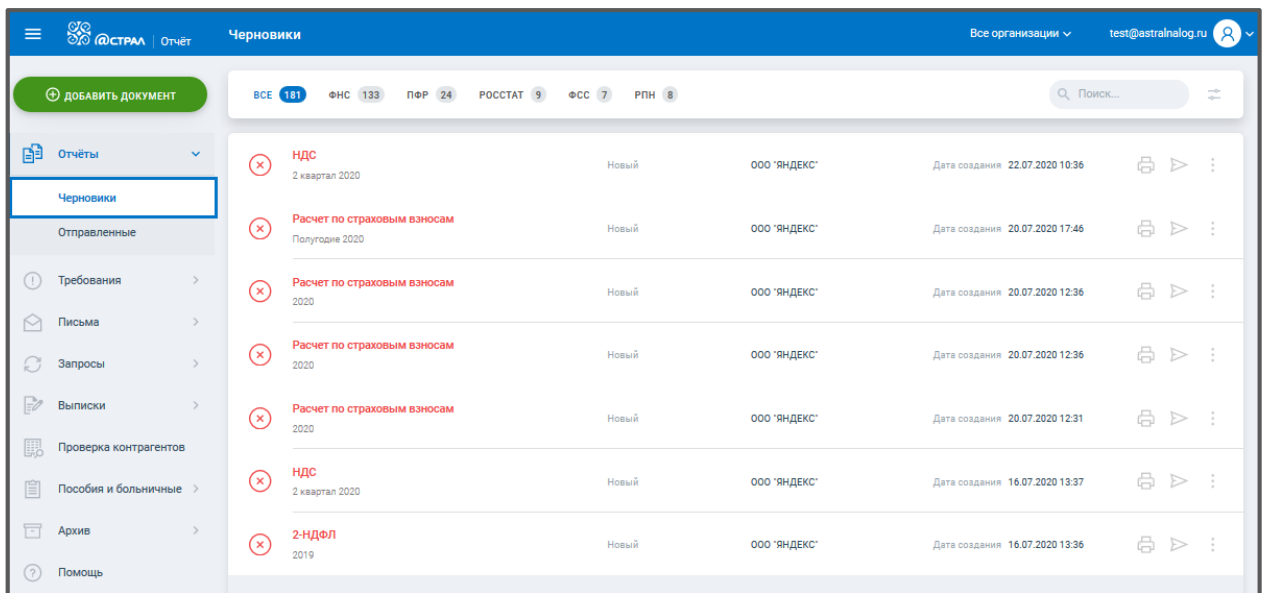 @СТРАЛ | Отчёт
Черновики
Все организации
test@astralnalog.ru
ДОБАВИТЬ ДОКУМЕНТ
ВСЕ 181 ФНС 133 ПФР 24 РОССТАТ 9 ФСС 7 РПН 8
Поиск...
Отчёты
Черновики
Отправленные
Требования
Письма
Запросы
Выписки
Проверка контрагентов
Пособия и больничные
Архив
Помощь
НДС
2 квартал 2020
Новый ООО "ЯНДЕКС" Дата создания 22.07.2020 10:36
Расчет по страховым взносам
Полугодие 2020
Новый ООО "ЯНДЕКС" Дата создания 20.07.2020 17:46
Расчет по страховым взносам
2020
Новый ООО "ЯНДЕКС" Дата создания 20.07.2020 12:36
Расчет по страховым взносам
2020
Новый ООО "ЯНДЕКС" Дата создания 20.07.2020 12:36
Расчет по страховым взносам
2020
Новый ООО "ЯНДЕКС" Дата создания 20.07.2020 12:31
НДС
2 квартал 2020
Новый ООО "ЯНДЕКС" Дата создания 16.07.2020 13:37
2-НДФЛ
2019
Новый ООО "ЯНДЕКС" Дата создания 16.07.2020 13:36